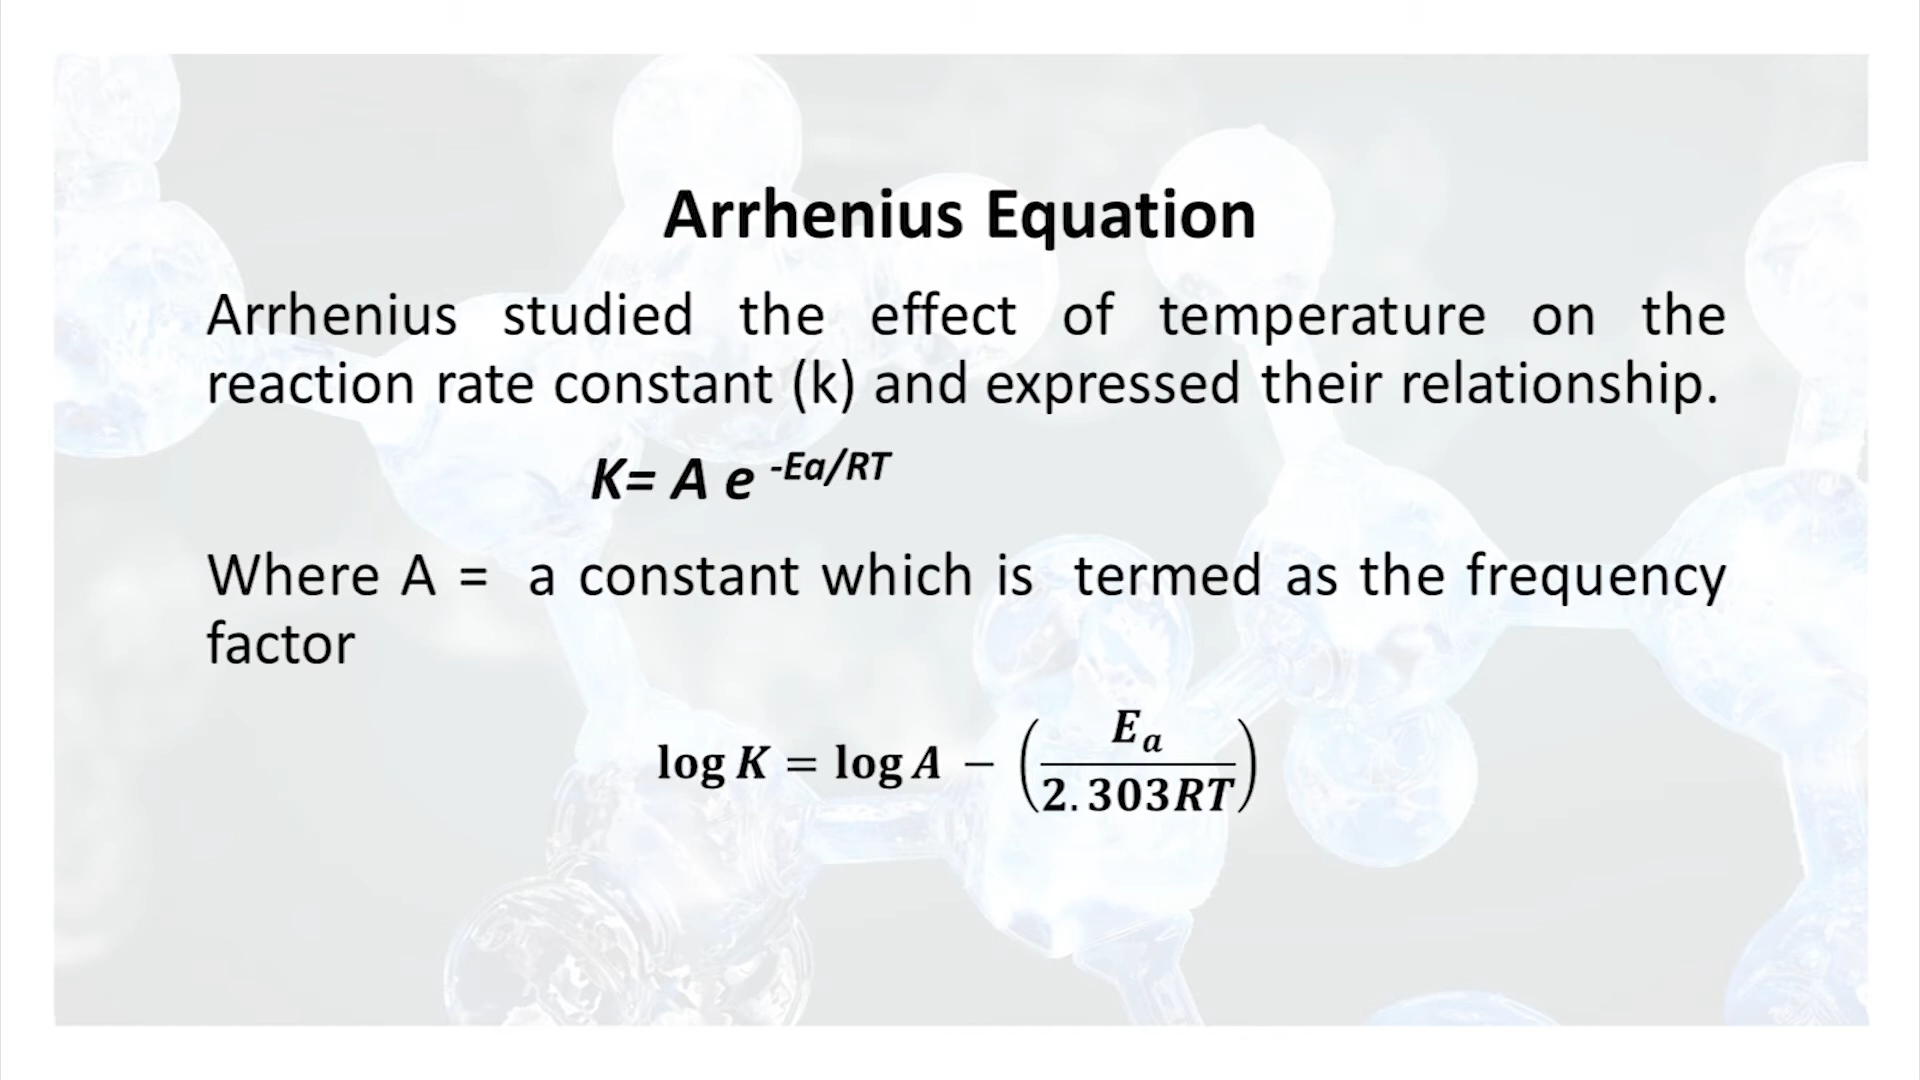 Arrhenius Equation
Arrhenius studied the effect of temperature on the
reaction rate constant (k) and expressed their relationship.
K= A e -Ea/RT
Where A = a constant which is termed as the frequency
factor
log K = log A − (E_a / 2.303RT)